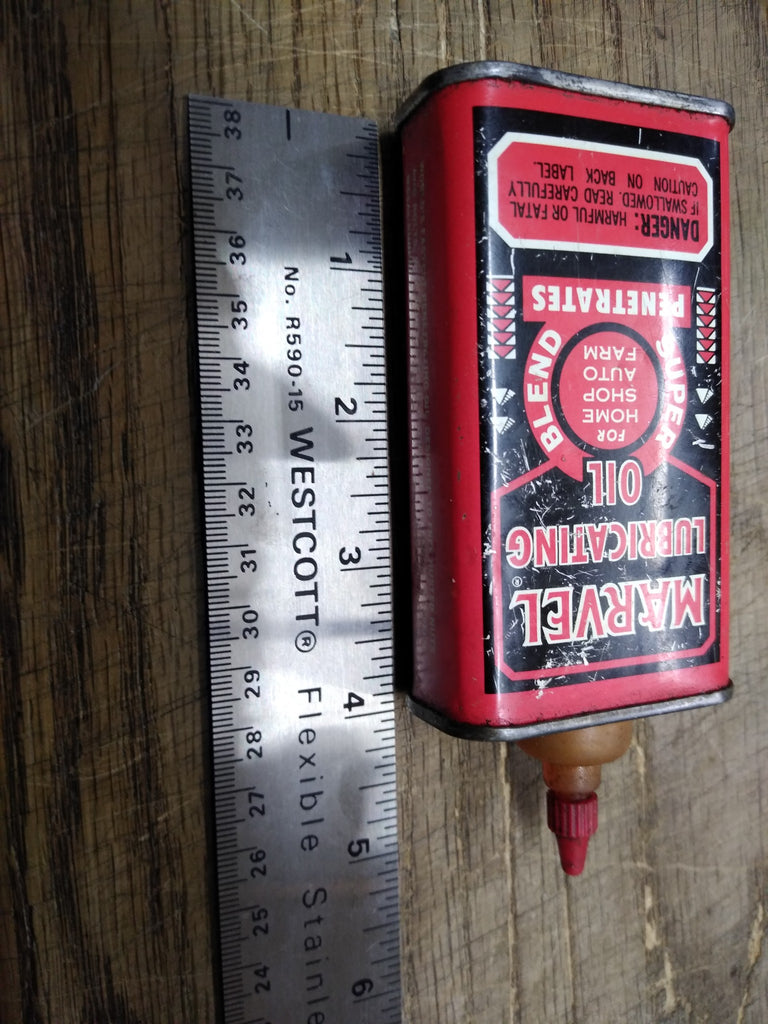 MARVEL®
LUBRICATING
OIL
SUPER BLEND
FOR
HOME
SHOP
AUTO
FARM
PENETRATES
DANGER: HARMFUL OR FATAL
IF SWALLOWED. READ CAREFULLY
CAUTION ON BACK LABEL.
38 37 36 35 34 33 32 31 30 29 28 27 26 25 24
No. R590-15 WESTCOTT® Flexible Stainle
1 2 3 4 5 6